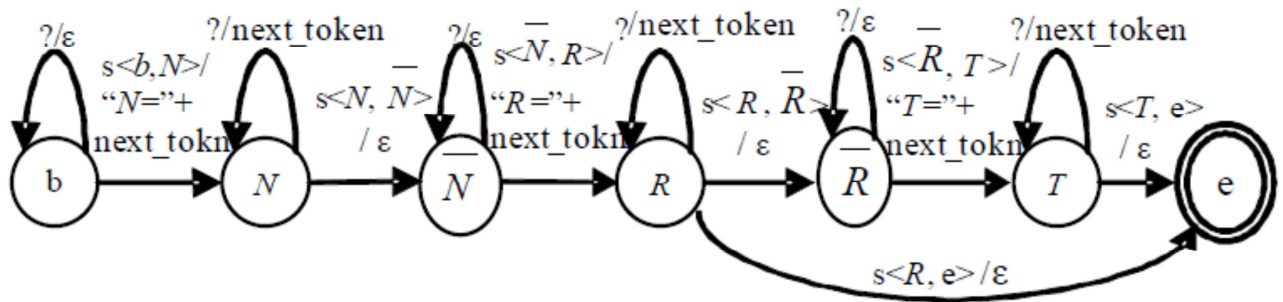 ?/ε
s<b,N>/
“N=”+
next_tokn
b
?/next_token
s<N, N̅>
/ ε
N
?/ε
s<N̅, R>/
“R=”+
next_tokn
N̅
?/next_token
s<R, R̅>
/ ε
R
?/ε
s<R̅, T>/
“T=”+
next_tokn
R̅
?/next_token
s<T, e>
/ ε
T
e
s<R, e>/ε